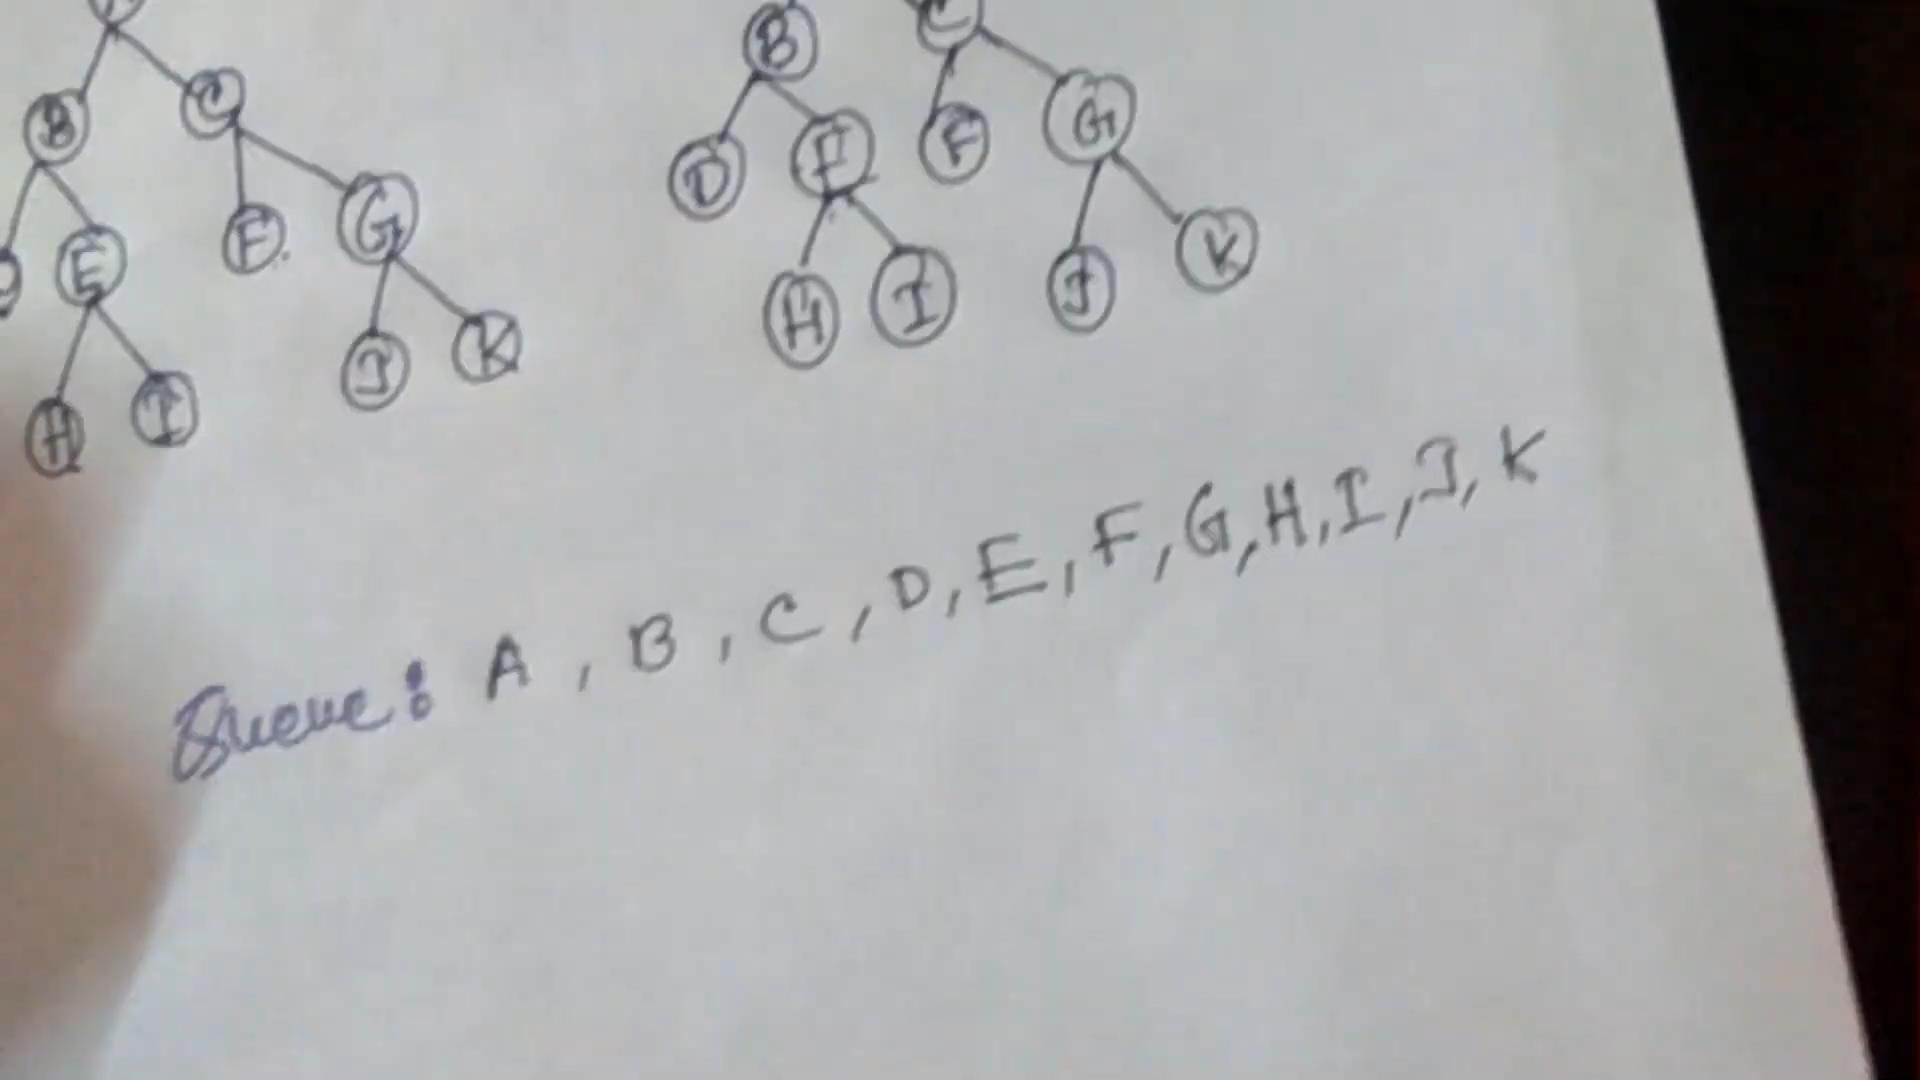 B C
B C G
D E F
F G
E
H I J K
J K
H I
Queue: A, B, C, D, E, F, G, H, I, J, K